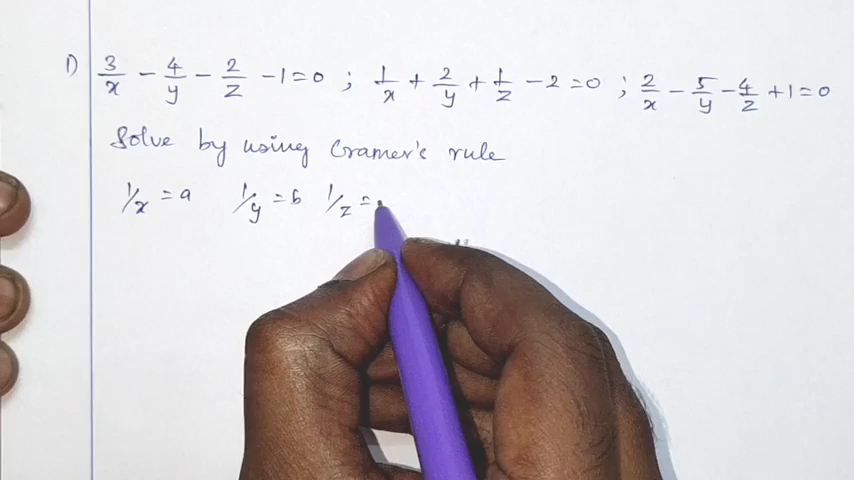 1) 3/x - 4/y - 2/z - 1 = 0 ; 1/x + 2/y + 1/z - 2 = 0 ; 2/x - 5/y - 4/z + 1 = 0
Solve by using Cramer's rule
1/x = a 1/y = b 1/z =